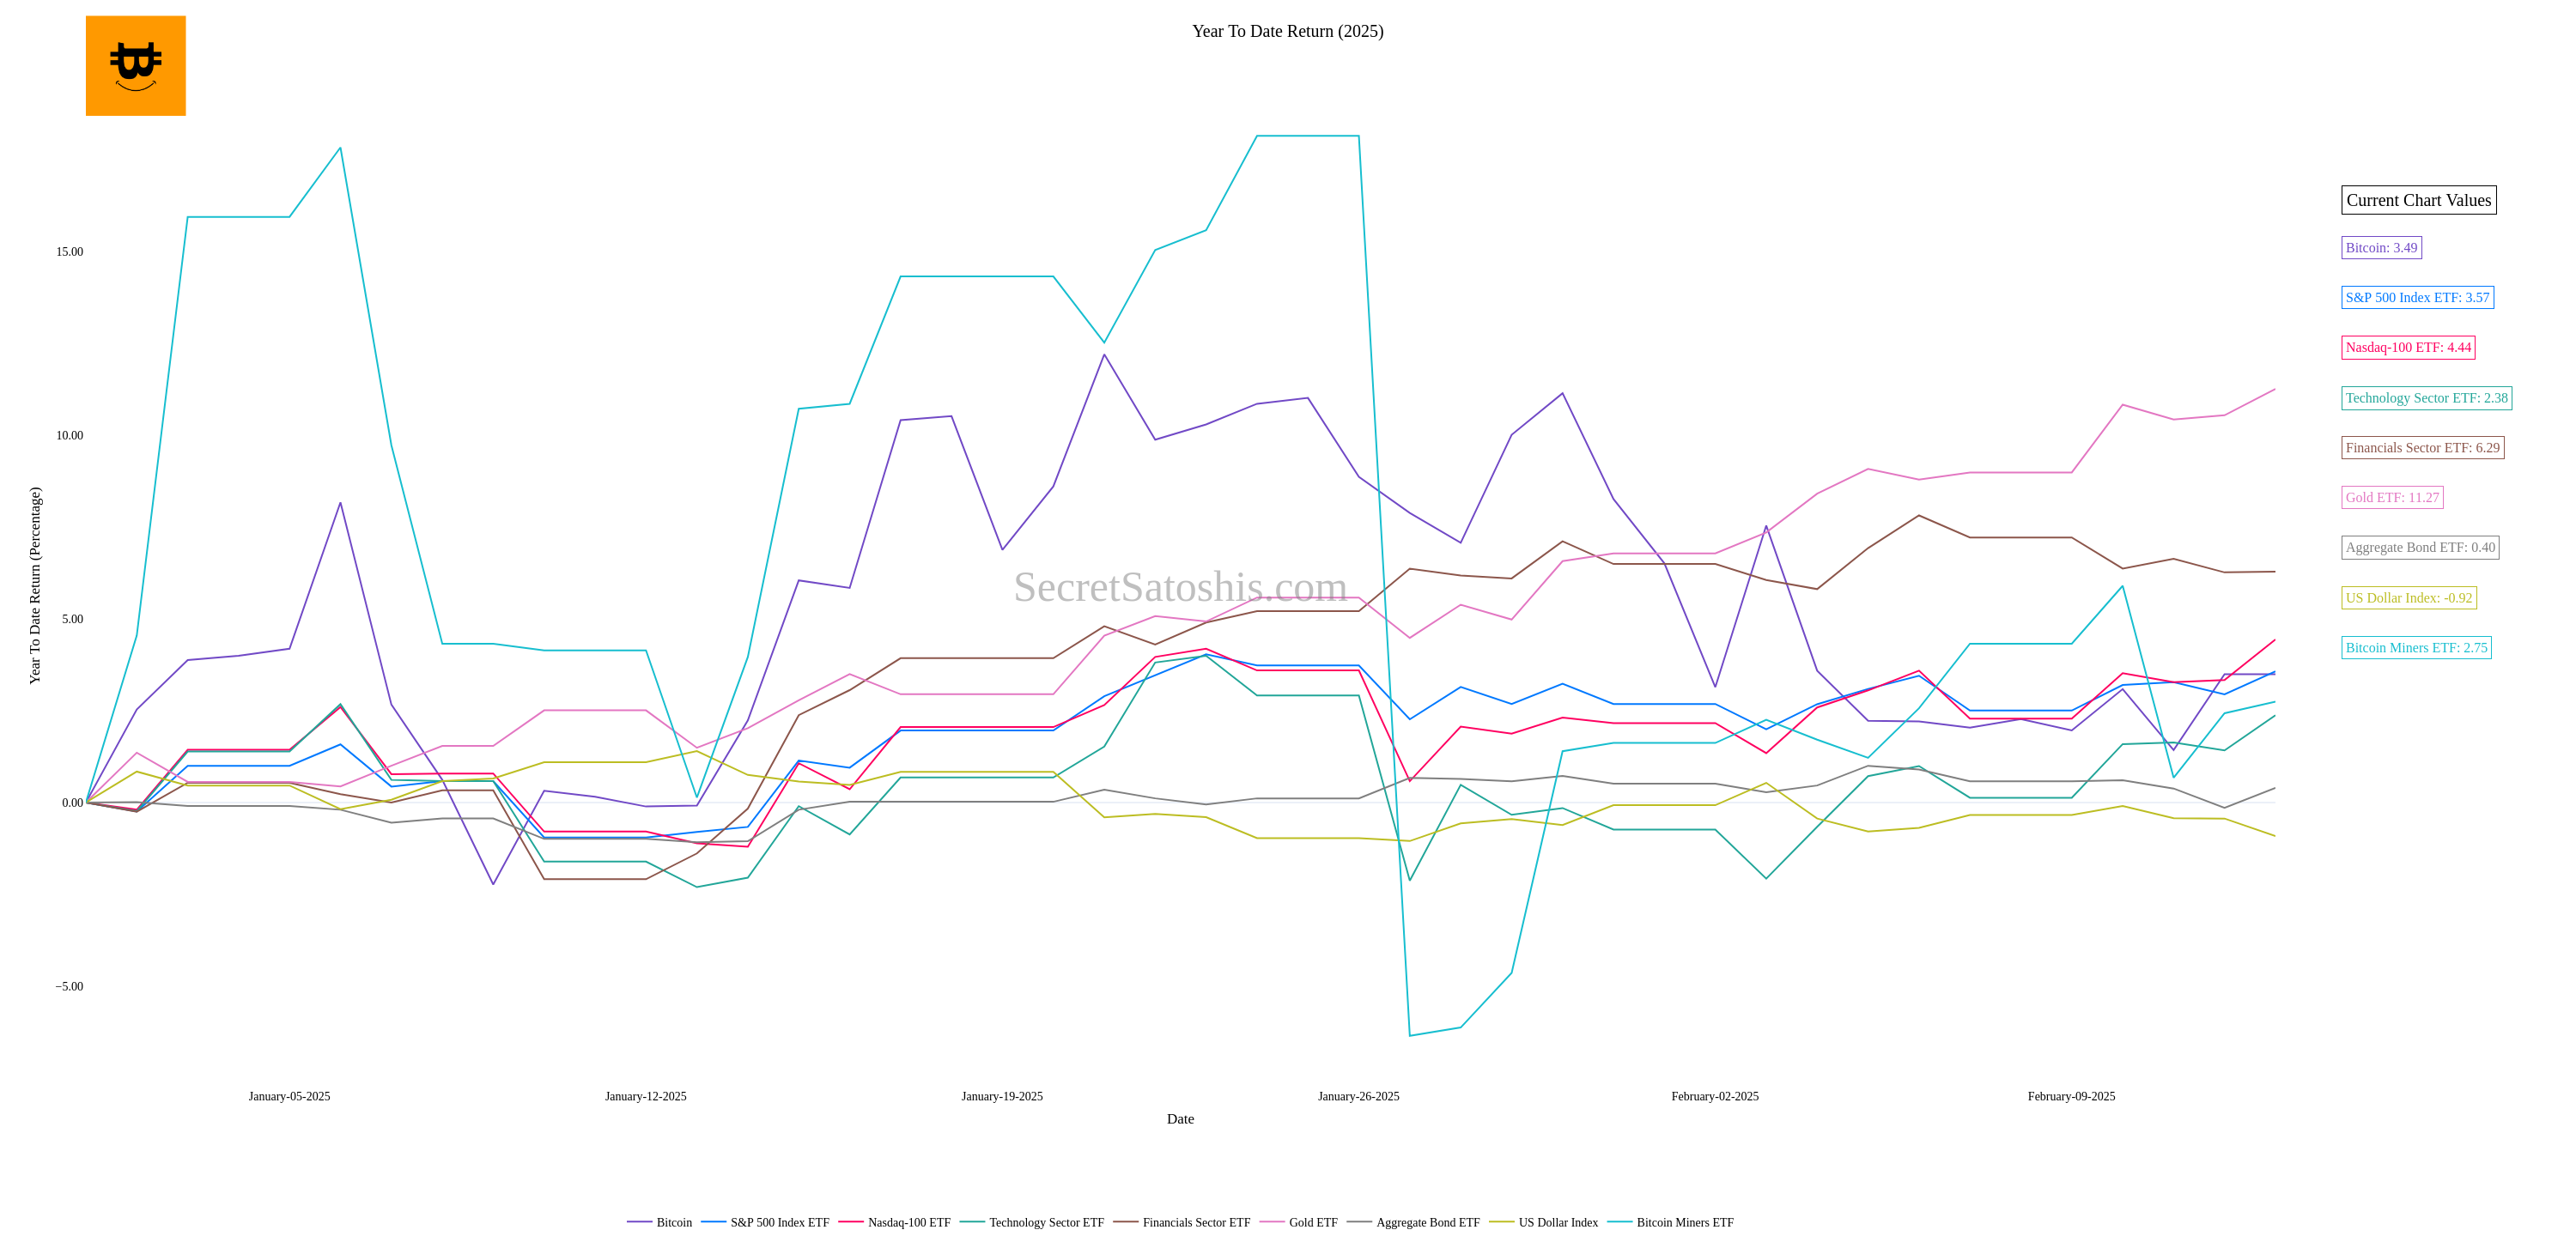 Year To Date Return (2025)
15.00
10.00
5.00
0.00
−5.00
Year To Date Return (Percentage)
SecretSatoshis.com
January-05-2025
January-12-2025
January-19-2025
January-26-2025
February-02-2025
February-09-2025
Date
Current Chart Values
Bitcoin: 3.49
S&P 500 Index ETF: 3.57
Nasdaq-100 ETF: 4.44
Technology Sector ETF: 2.38
Financials Sector ETF: 6.29
Gold ETF: 11.27
Aggregate Bond ETF: 0.40
US Dollar Index: -0.92
Bitcoin Miners ETF: 2.75
Bitcoin
S&P 500 Index ETF
Nasdaq-100 ETF
Technology Sector ETF
Financials Sector ETF
Gold ETF
Aggregate Bond ETF
US Dollar Index
Bitcoin Miners ETF